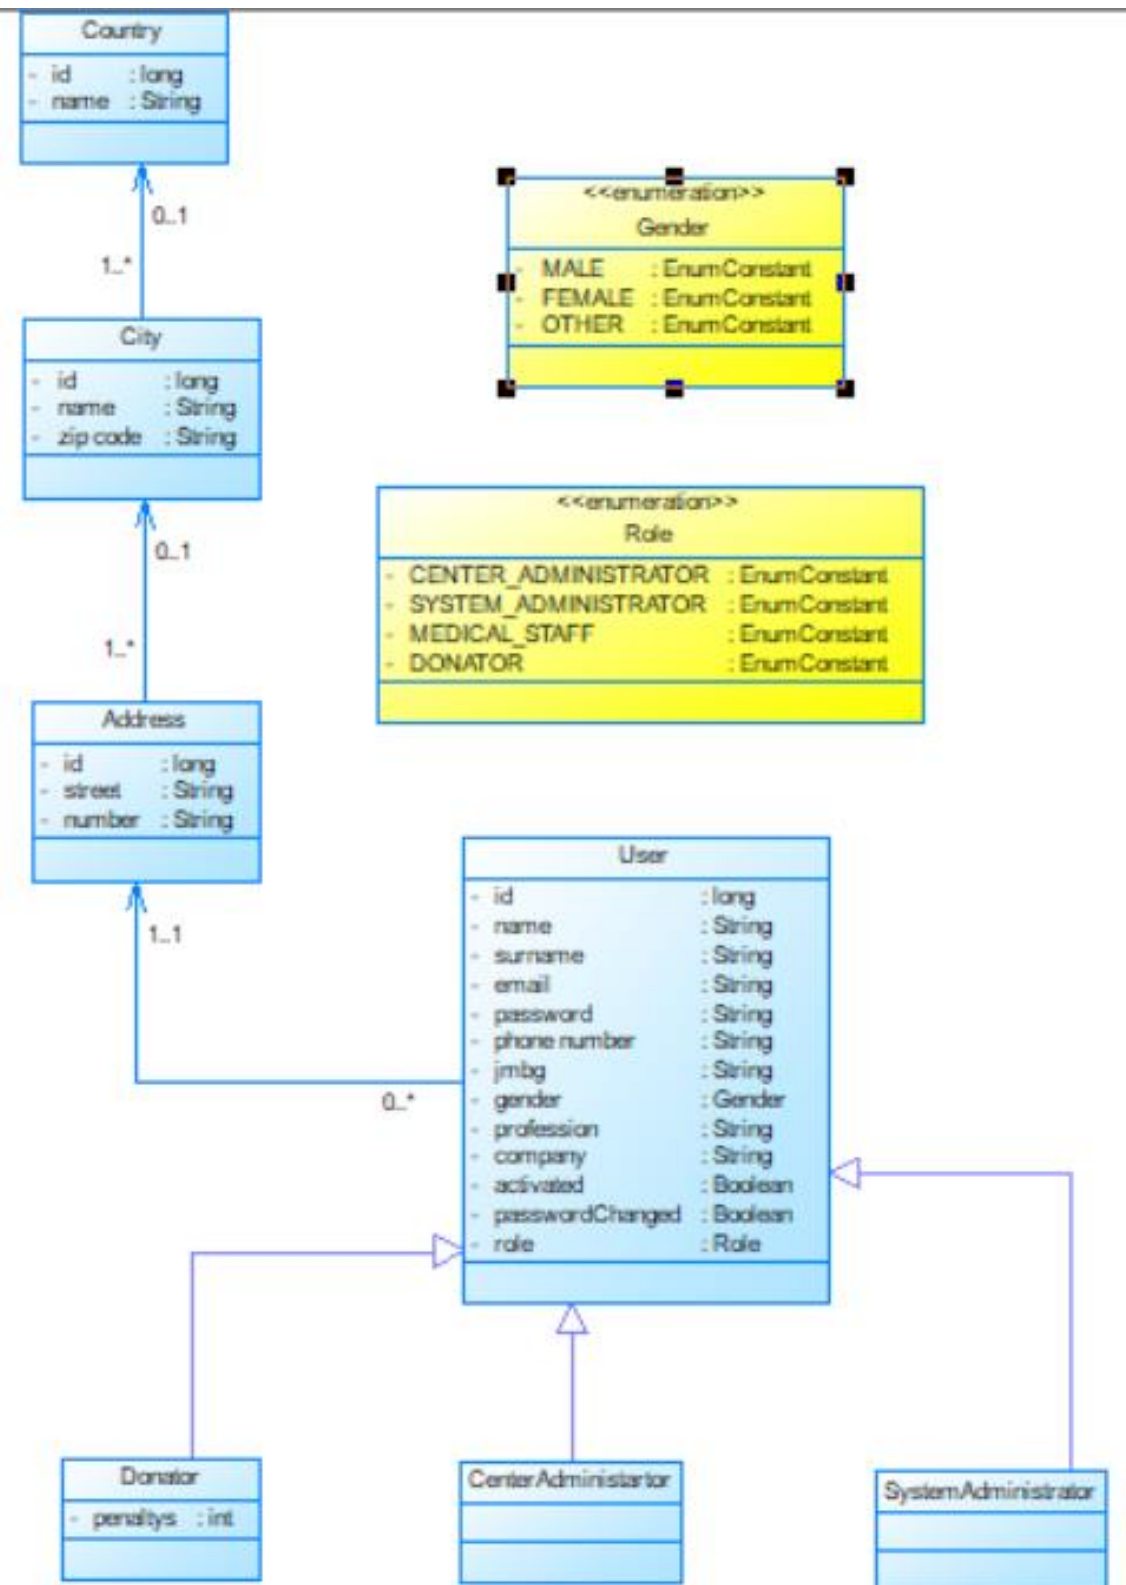 Country
- id : long
- name : String
0..1
1..*
City
- id : long
- name : String
- zip code : String
0..1
1..*
Address
- id : long
- street : String
- number : String
1..1
0..*
<<enumeration>>
Gender
- MALE : EnumConstant
- FEMALE : EnumConstant
- OTHER : EnumConstant
<<enumeration>>
Role
- CENTER_ADMINISTRATOR : EnumConstant
- SYSTEM_ADMINISTRATOR : EnumConstant
- MEDICAL_STAFF : EnumConstant
- DONATOR : EnumConstant
User
- id : long
- name : String
- surname : String
- email : String
- password : String
- phone number : String
- jmbg : String
- gender : Gender
- profession : String
- company : String
- activated : Boolean
- passwordChanged : Boolean
- role : Role
Donator
- penaltys : int
CenterAdministartor
SystemAdministrator